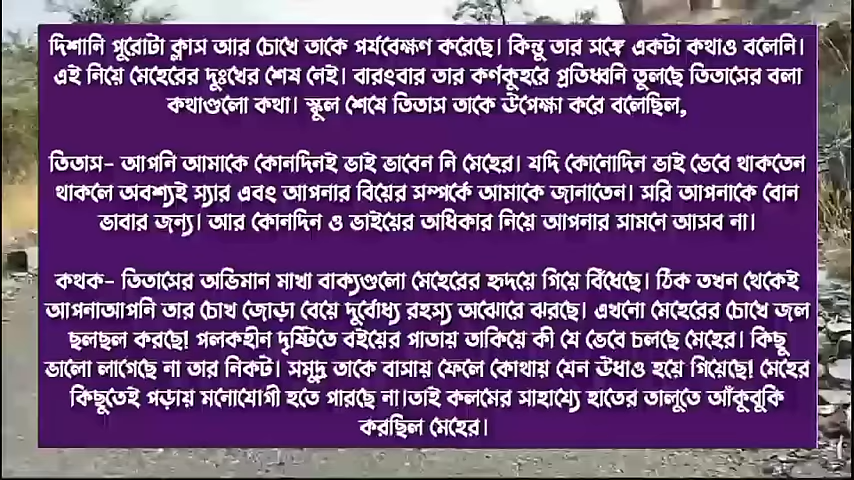 দিশানি পুরোটা ক্লাস আর চোখে তাকে পর্যবেক্ষণ করেছে। কিন্তু তার সঙ্গে একটা কথাও বলেনি।
এই নিয়ে মেহেরের দুঃখের শেষ নেই। বারংবার তার কর্ণকুহরে প্রতিধ্বনি তুলছে তিতাসের বলা
কথাগুলো কথা। স্কুল শেষে তিতাস তাকে উপেক্ষা করে বলেছিল,
তিতাস- আপনি আমাকে কোনদিনই ভাই ভাবেন নি মেহের। যদি কোনোদিন ভাই ভেবে থাকতেন
থাকলে অবশ্যই স্যার এবং আপনার বিয়ের সম্পর্কে আমাকে জানাতেন। সরি আপনাকে বোন
ভাবার জন্য। আর কোনদিন ও ভাইয়ের অধিকার নিয়ে আপনার সামনে আসব না।
কথক- তিতাসের অভিমান মাখা বাক্যগুলো মেহেরের হৃদয়ে গিয়ে বিঁধেছে। ঠিক তখন থেকেই
আপনাআপনি তার চোখ জোড়া বেয়ে দুর্বোধ্য রহস্য অঝোরে ঝরছে। এখনো মেহেরের চোখে জল
ছলছল করছে! পলকহীন দৃষ্টিতে বইয়ের পাতায় তাকিয়ে কী যে ভেবে চলছে মেহের। কিছু
ভালো লাগেছে না তার নিকট। সমুদ্র তাকে বাসায় ফেলে কোথায় যেন উধাও হয়ে গিয়েছে! মেহের
কিছুতেই পড়ায় মনোযোগী হতে পারছে না।তাই কলমের সাহায্যে হাতের তালুতে আঁকুবুকি
করছিল মেহের।